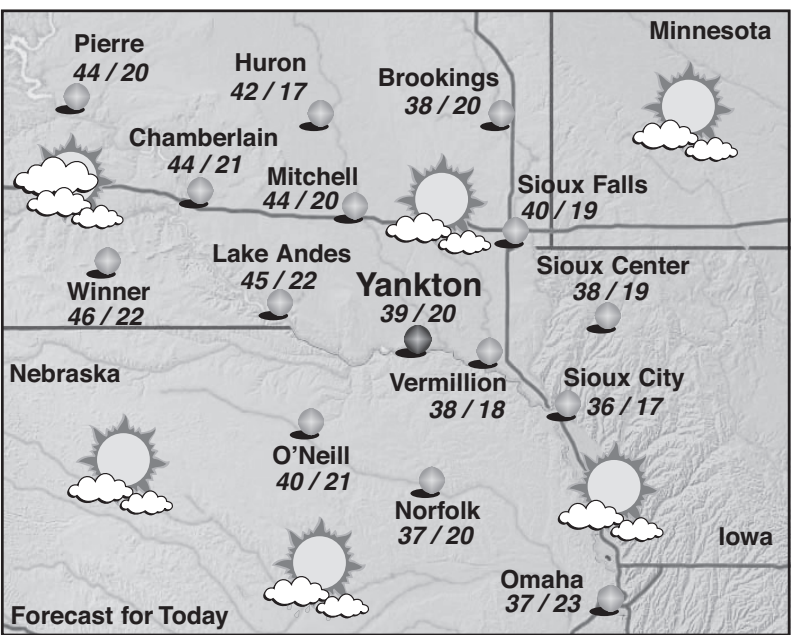 Minnesota
Pierre
44 / 20
Huron
42 / 17
Brookings
38 / 20
Chamberlain
44 / 21
Mitchell
44 / 20
Sioux Falls
40 / 19
Lake Andes
45 / 22
Yankton
39 / 20
Sioux Center
38 / 19
Winner
46 / 22
Nebraska
Vermillion
38 / 18
Sioux City
36 / 17
O'Neill
40 / 21
Norfolk
37 / 20
Iowa
Omaha
37 / 23
Forecast for Today